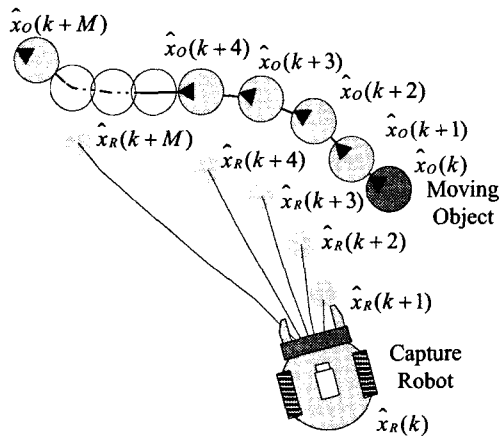 x̂_O(k+M)
x̂_O(k+4)
x̂_O(k+3)
x̂_O(k+2)
x̂_O(k+1)
x̂_O(k)
Moving
Object
x̂_R(k+M)
x̂_R(k+4)
x̂_R(k+3)
x̂_R(k+2)
x̂_R(k+1)
Capture
Robot
x̂_R(k)